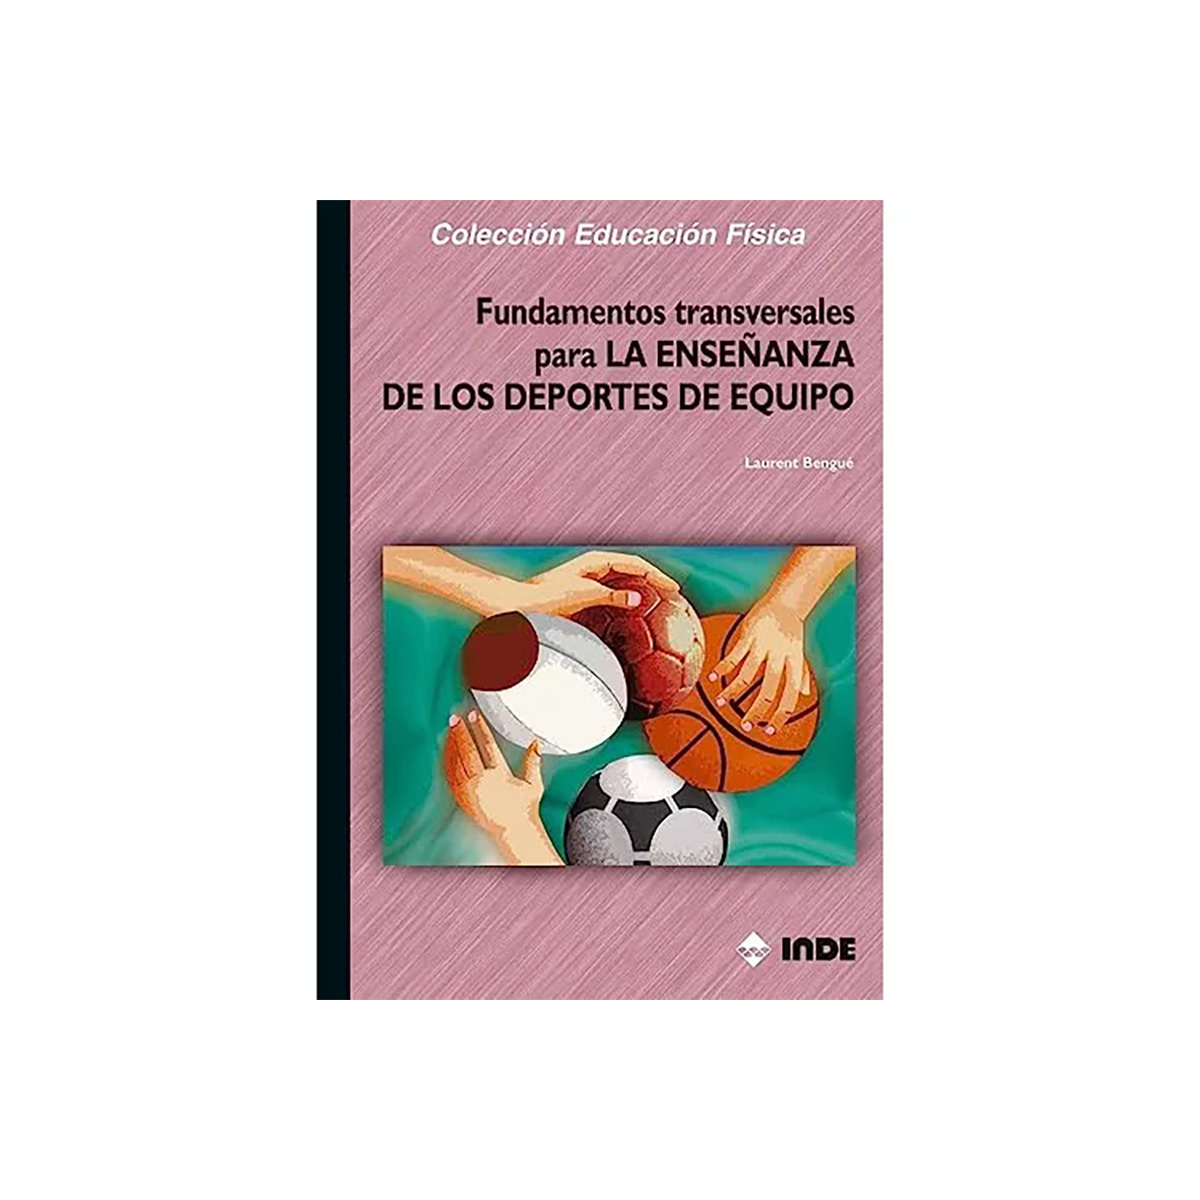 Colección Educación Física
Fundamentos transversales
para LA ENSEÑANZA
DE LOS DEPORTES DE EQUIPO
Laurent Bengué
INDE